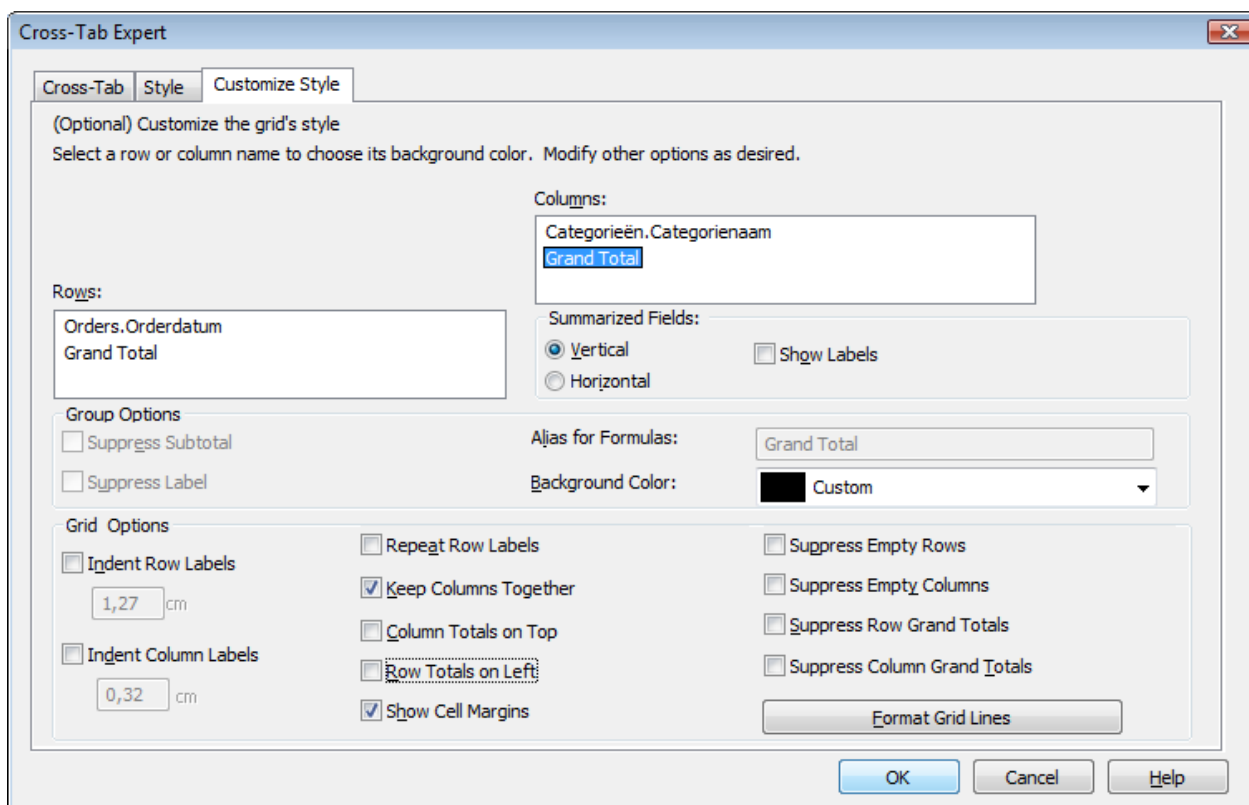 Cross-Tab Expert
Cross-Tab Style Customize Style
(Optional) Customize the grid's style
Select a row or column name to choose its background color. Modify other options as desired.
Columns:
Categorieën.Categorienaam
Grand Total
Rows:
Orders.Orderdatum
Grand Total
Summarized Fields:
Vertical
Show Labels
Horizontal
Group Options
Suppress Subtotal
Alias for Formulas:
Grand Total
Suppress Label
Background Color:
Custom
Grid Options
Indent Row Labels
1,27 cm
Indent Column Labels
0,32 cm
Repeat Row Labels
Keep Columns Together
Column Totals on Top
Row Totals on Left
Show Cell Margins
Suppress Empty Rows
Suppress Empty Columns
Suppress Row Grand Totals
Suppress Column Grand Totals
Format Grid Lines
OK Cancel Help